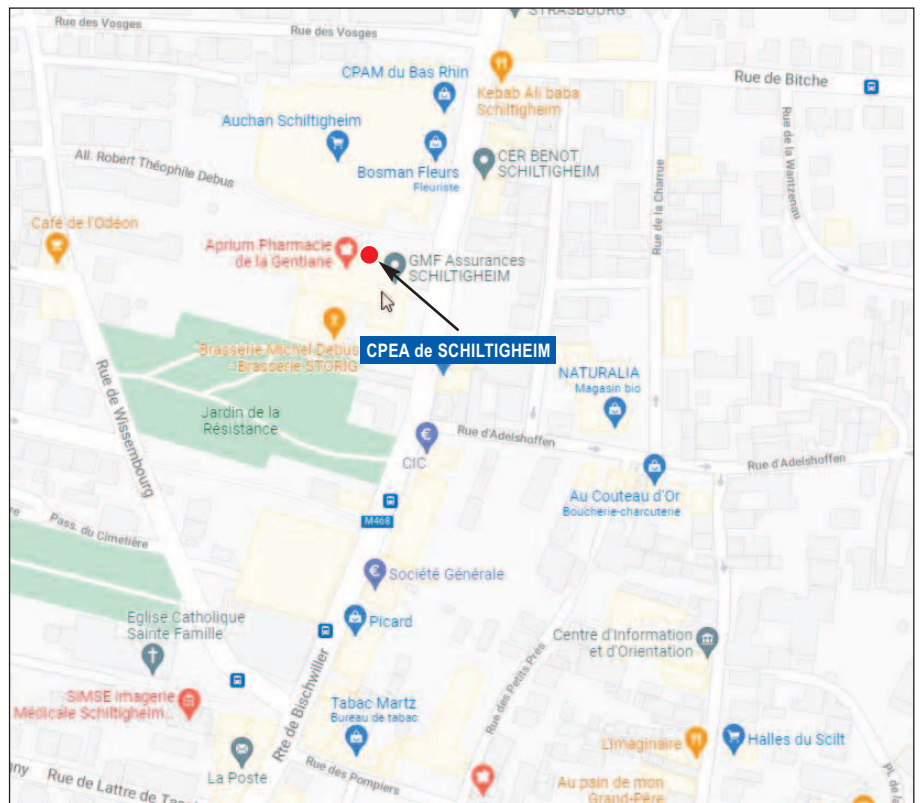 STRASBOURG
Rue des Vosges
Rue des Vosges
CPAM du Bas Rhin
Kebab Ali baba
Schiltigheim
Rue de Bitche
Auchan Schiltigheim
Bosman Fleurs
Fleuriste
CER BENOT
SCHILTIGHEIM
Rue de la Wantzenau
All. Robert Théophile Debus
Rue de la Charrue
Café de l'Odéon
Aprium Pharmacie
de la Gentiane
GMF Assurances
SCHILTIGHEIM
CPEA de SCHILTIGHEIM
Brasserie Michel Debus
Brasserie STORIG
NATURALIA
Magasin bio
Rue de Wissembourg
Jardin de la
Résistance
CIC
Rue d'Adelshoffen
Rue d'Adelshoffen
Au Couteau d'Or
Boucherie-charcuterie
M468
Pass. du Cimetière
Société Générale
Eglise Catholique
Sainte Famille
Picard
Centre d'Information
et d'Orientation
Rte de Bischwiller
Rue des Petits Prés
SIMSE Imagerie
Médicale Schiltigheim...
Tabac Martz
Bureau de tabac
L'imaginaire
Halles du Scilt
La Poste
Rue des Pompiers
Rue de Lattre de
Au pain de mon
Grand-Père
Pl. de